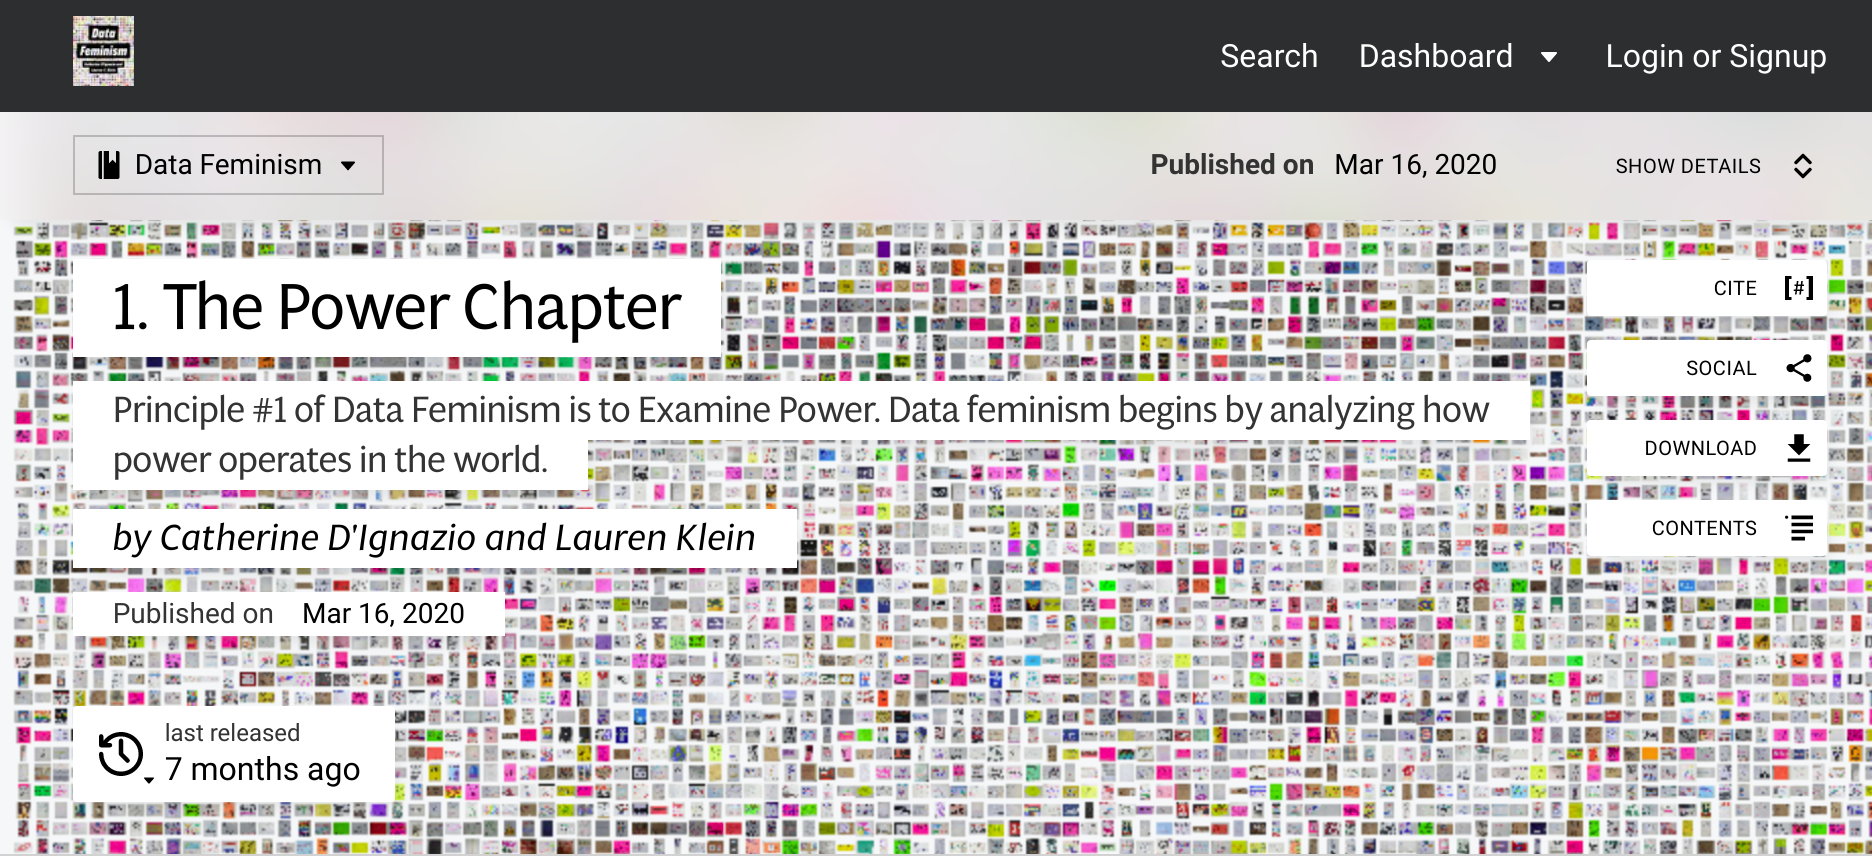 Data
Feminism
Search Dashboard Login or Signup
Data Feminism
Published on Mar 16, 2020
SHOW DETAILS
1. The Power Chapter
Principle #1 of Data Feminism is to Examine Power. Data feminism begins by analyzing how
power operates in the world.
by Catherine D'Ignazio and Lauren Klein
Published on Mar 16, 2020
last released
7 months ago
CITE [#]
SOCIAL
DOWNLOAD
CONTENTS